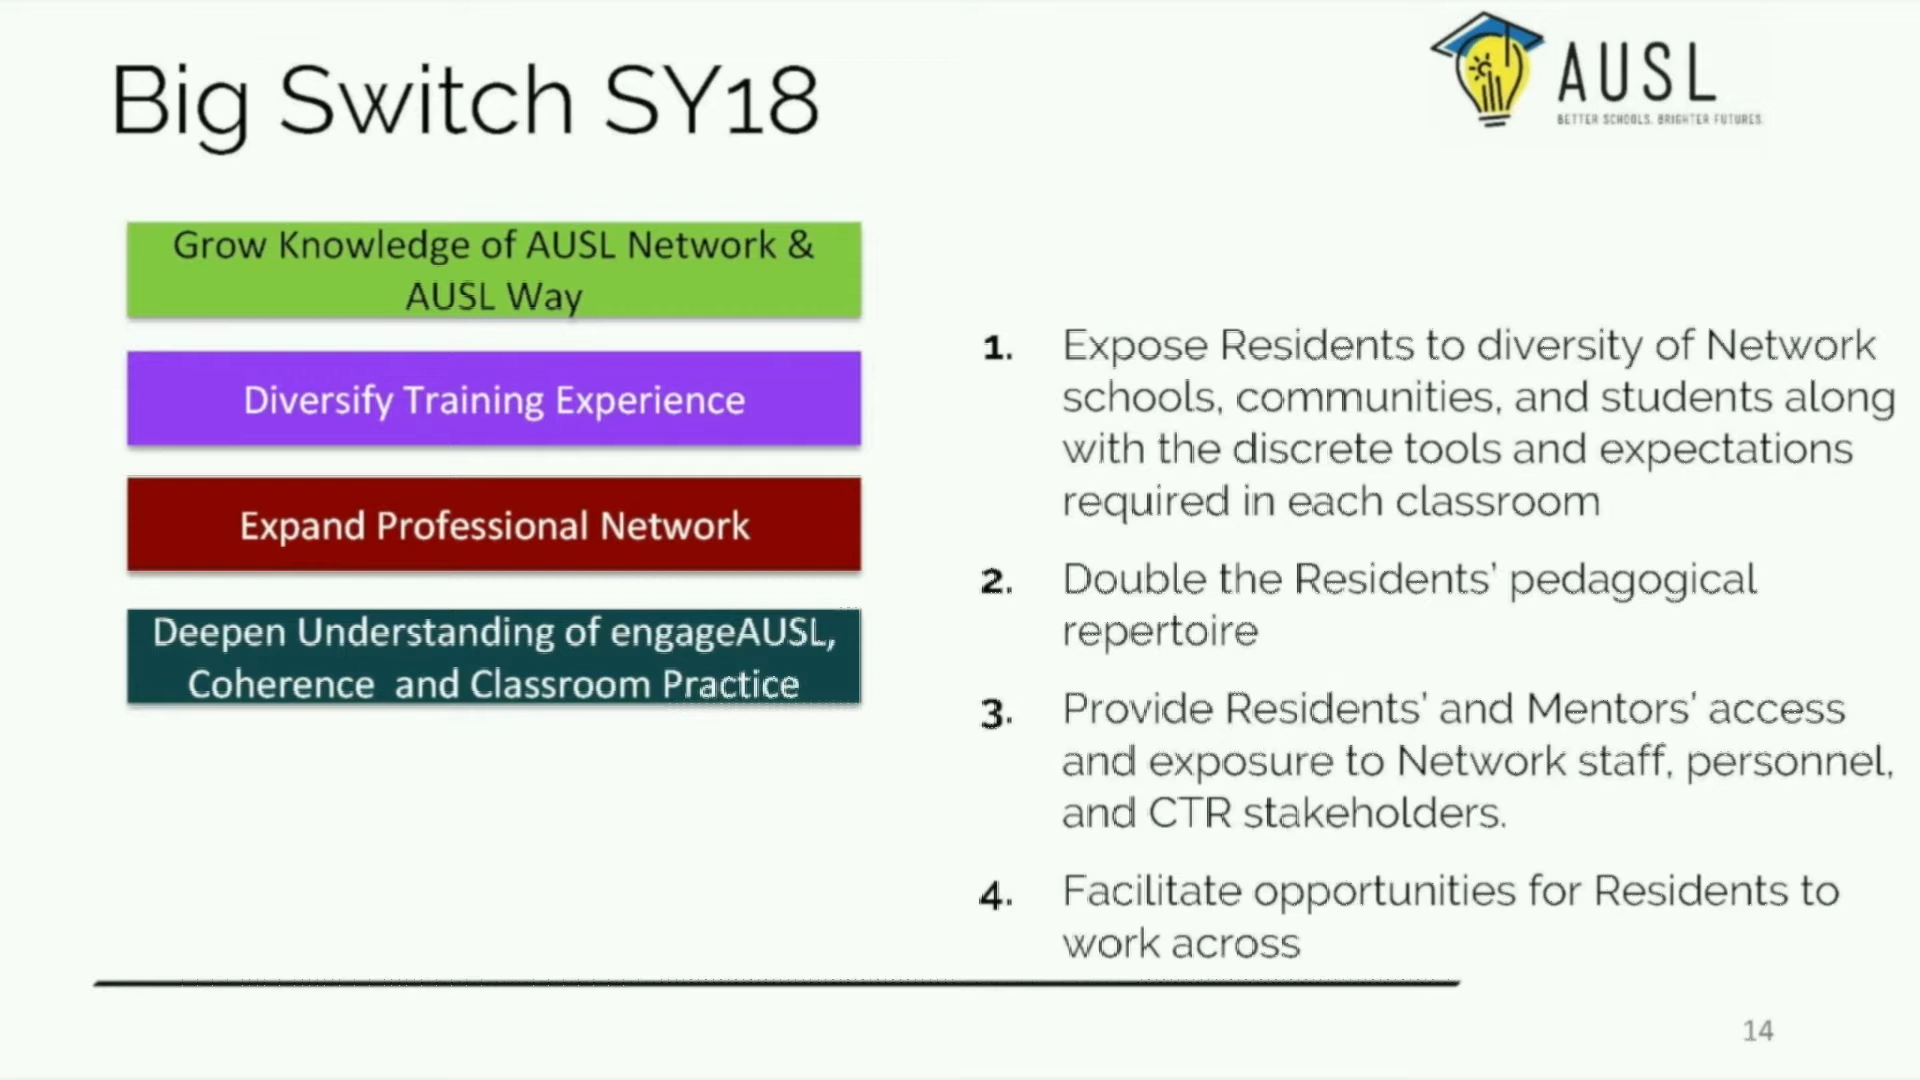 Big Switch SY18
AUSL
BETTER SCHOOLS. BRIGHTER FUTURES.
Grow Knowledge of AUSL Network &
AUSL Way
Diversify Training Experience
Expand Professional Network
Deepen Understanding of engageAUSL,
Coherence and Classroom Practice
1. Expose Residents to diversity of Network
schools, communities, and students along
with the discrete tools and expectations
required in each classroom
2. Double the Residents’ pedagogical
repertoire
3. Provide Residents’ and Mentors’ access
and exposure to Network staff, personnel,
and CTR stakeholders.
4. Facilitate opportunities for Residents to
work across
14